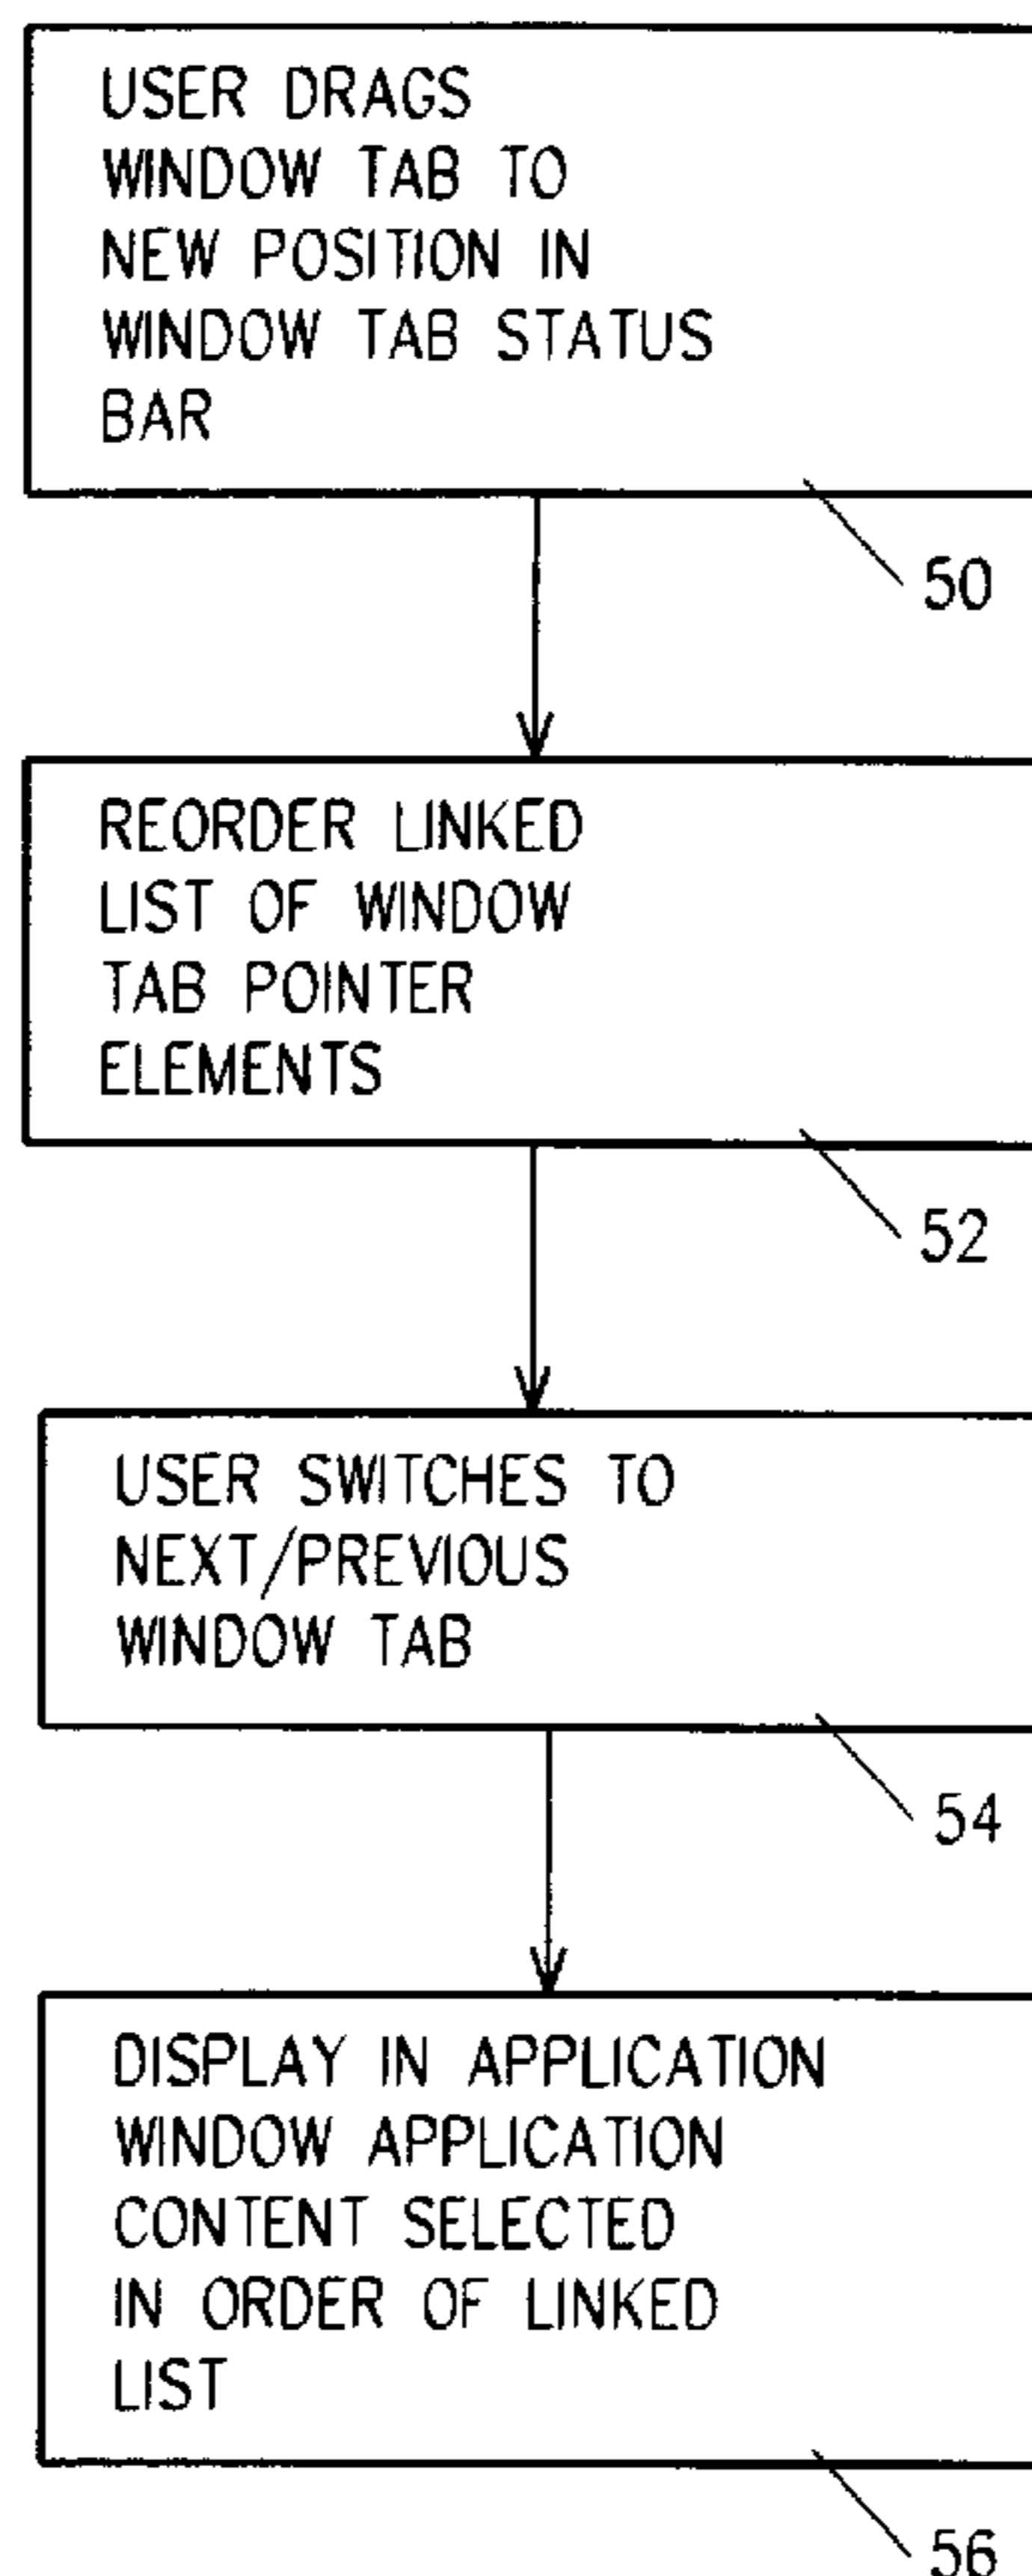 USER DRAGS
WINDOW TAB TO
NEW POSITION IN
WINDOW TAB STATUS
BAR
50
REORDER LINKED
LIST OF WINDOW
TAB POINTER
ELEMENTS
52
USER SWITCHES TO
NEXT/PREVIOUS
WINDOW TAB
54
DISPLAY IN APPLICATION
WINDOW APPLICATION
CONTENT SELECTED
IN ORDER OF LINKED
LIST
56